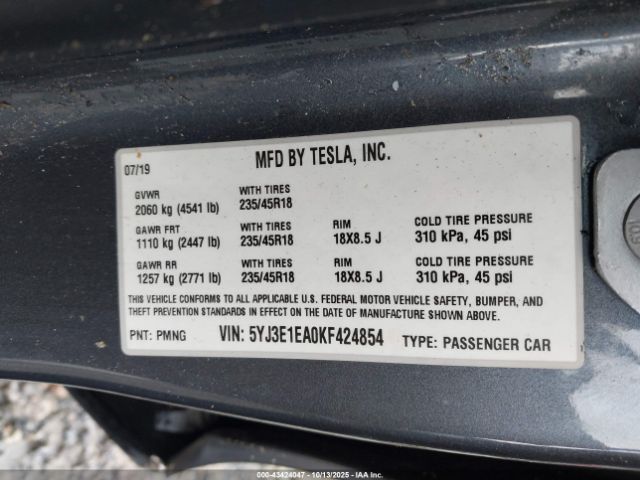 MFD BY TESLA, INC.
07/19
GVWR WITH TIRES
2060 kg (4541 lb) 235/45R18
GAWR FRT WITH TIRES RIM COLD TIRE PRESSURE
1110 kg (2447 lb) 235/45R18 18X8.5 J 310 kPa, 45 psi
GAWR RR WITH TIRES RIM COLD TIRE PRESSURE
1257 kg (2771 lb) 235/45R18 18X8.5 J 310 kPa, 45 psi
THIS VEHICLE CONFORMS TO ALL APPLICABLE U.S. FEDERAL MOTOR VEHICLE SAFETY, BUMPER, AND
THEFT PREVENTION STANDARDS IN EFFECT ON THE DATE OF MANUFACTURE SHOWN ABOVE.
PNT: PMNG VIN: 5YJ3E1EA0KF424854 TYPE: PASSENGER CAR
000-43424047 - 10/13/2025 - IAA Inc.